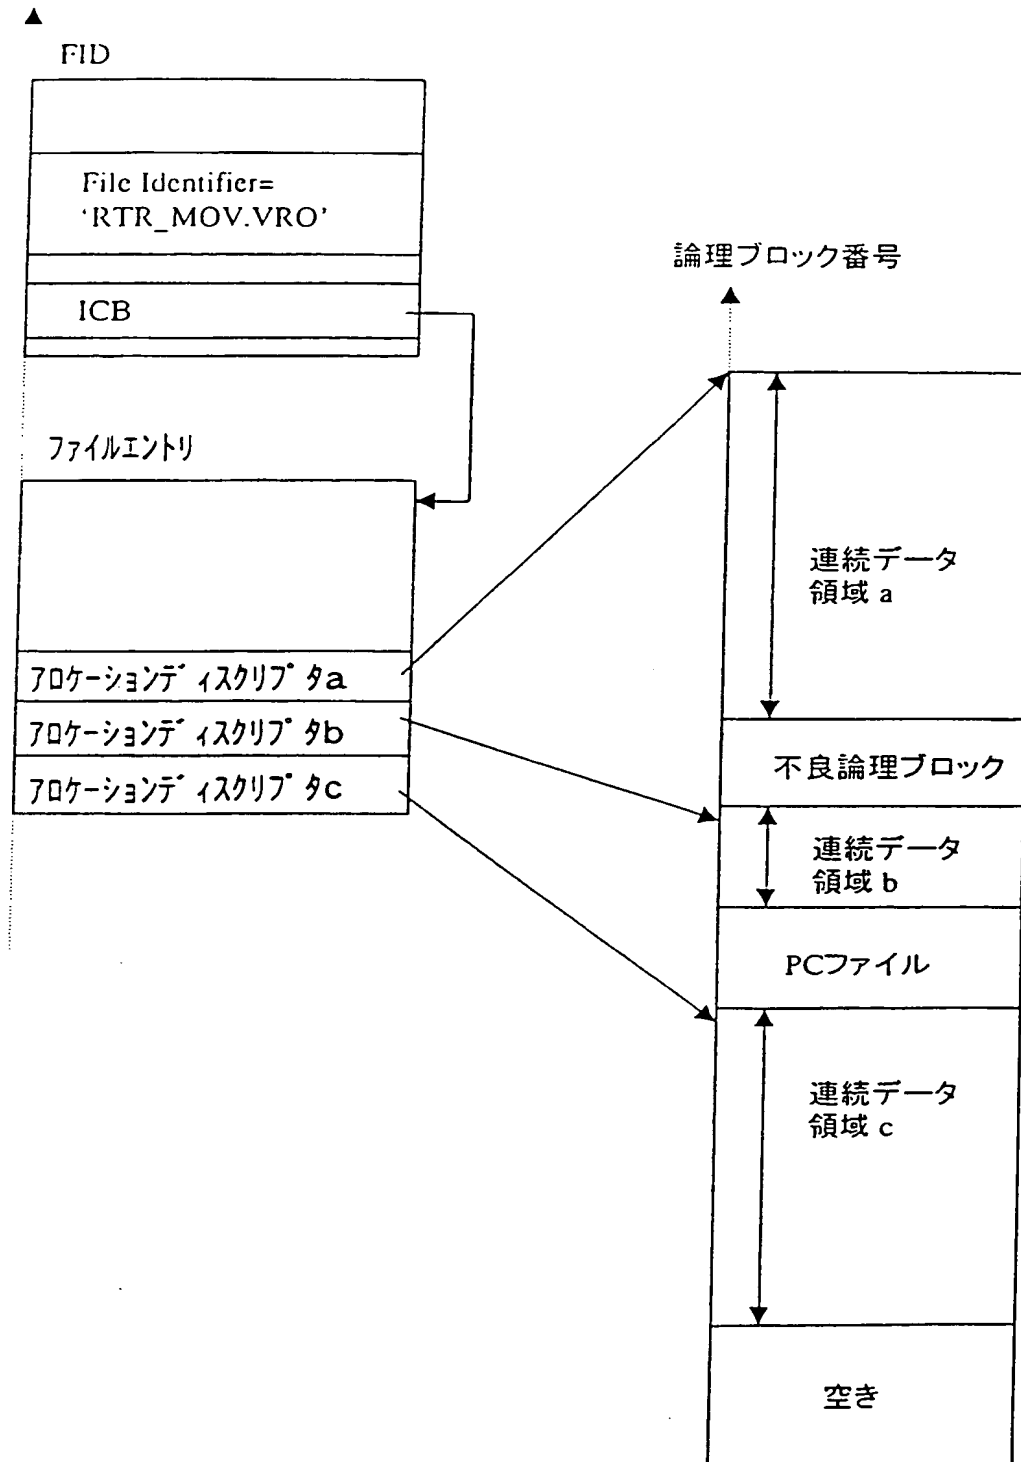 FID
File Identifier=
‘RTR_MOV.VRO’
ICB
ファイルエントリ
アロケーションディスクリプタa
アロケーションディスクリプタb
アロケーションディスクリプタc
論理ブロック番号
連続データ
領域 a
不良論理ブロック
連続データ
領域 b
PCファイル
連続データ
領域 c
空き